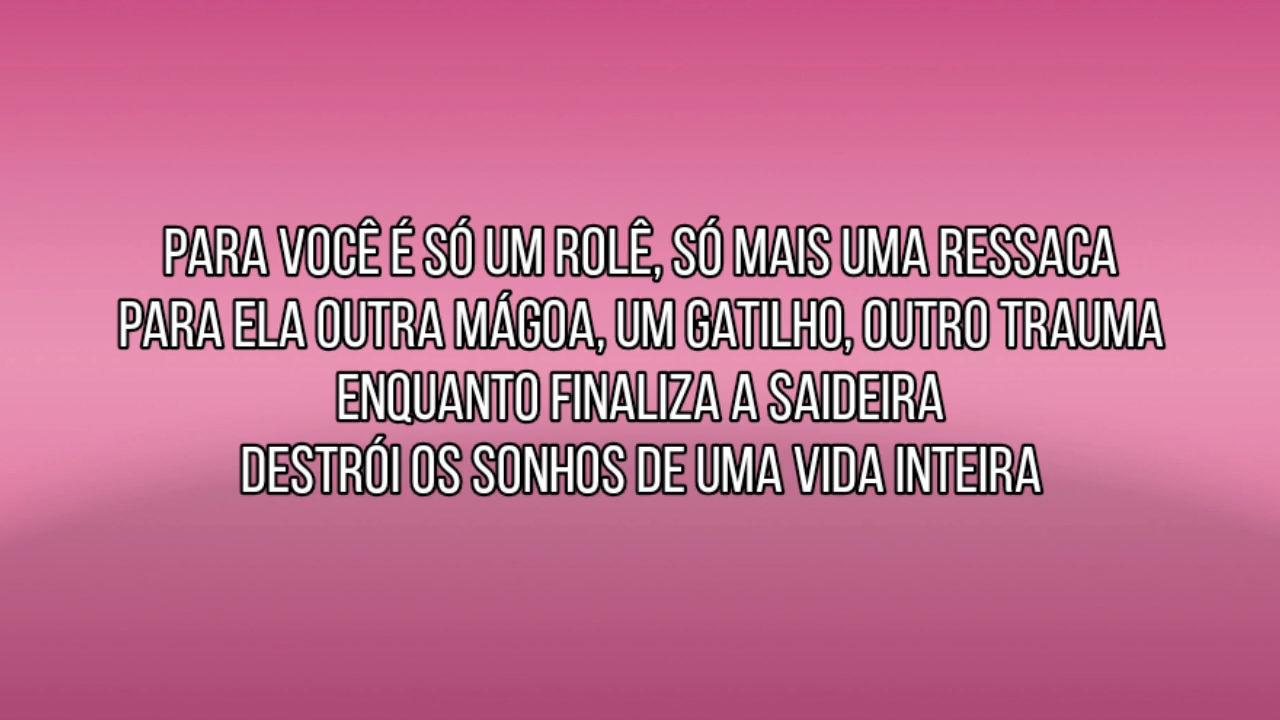 PARA VOCÊ É SÓ UM ROLÊ, SÓ MAIS UMA RESSACA
PARA ELA OUTRA MÁGOA, UM GATILHO, OUTRO TRAUMA
ENQUANTO FINALIZA A SAIDEIRA
DESTRÓI OS SONHOS DE UMA VIDA INTEIRA